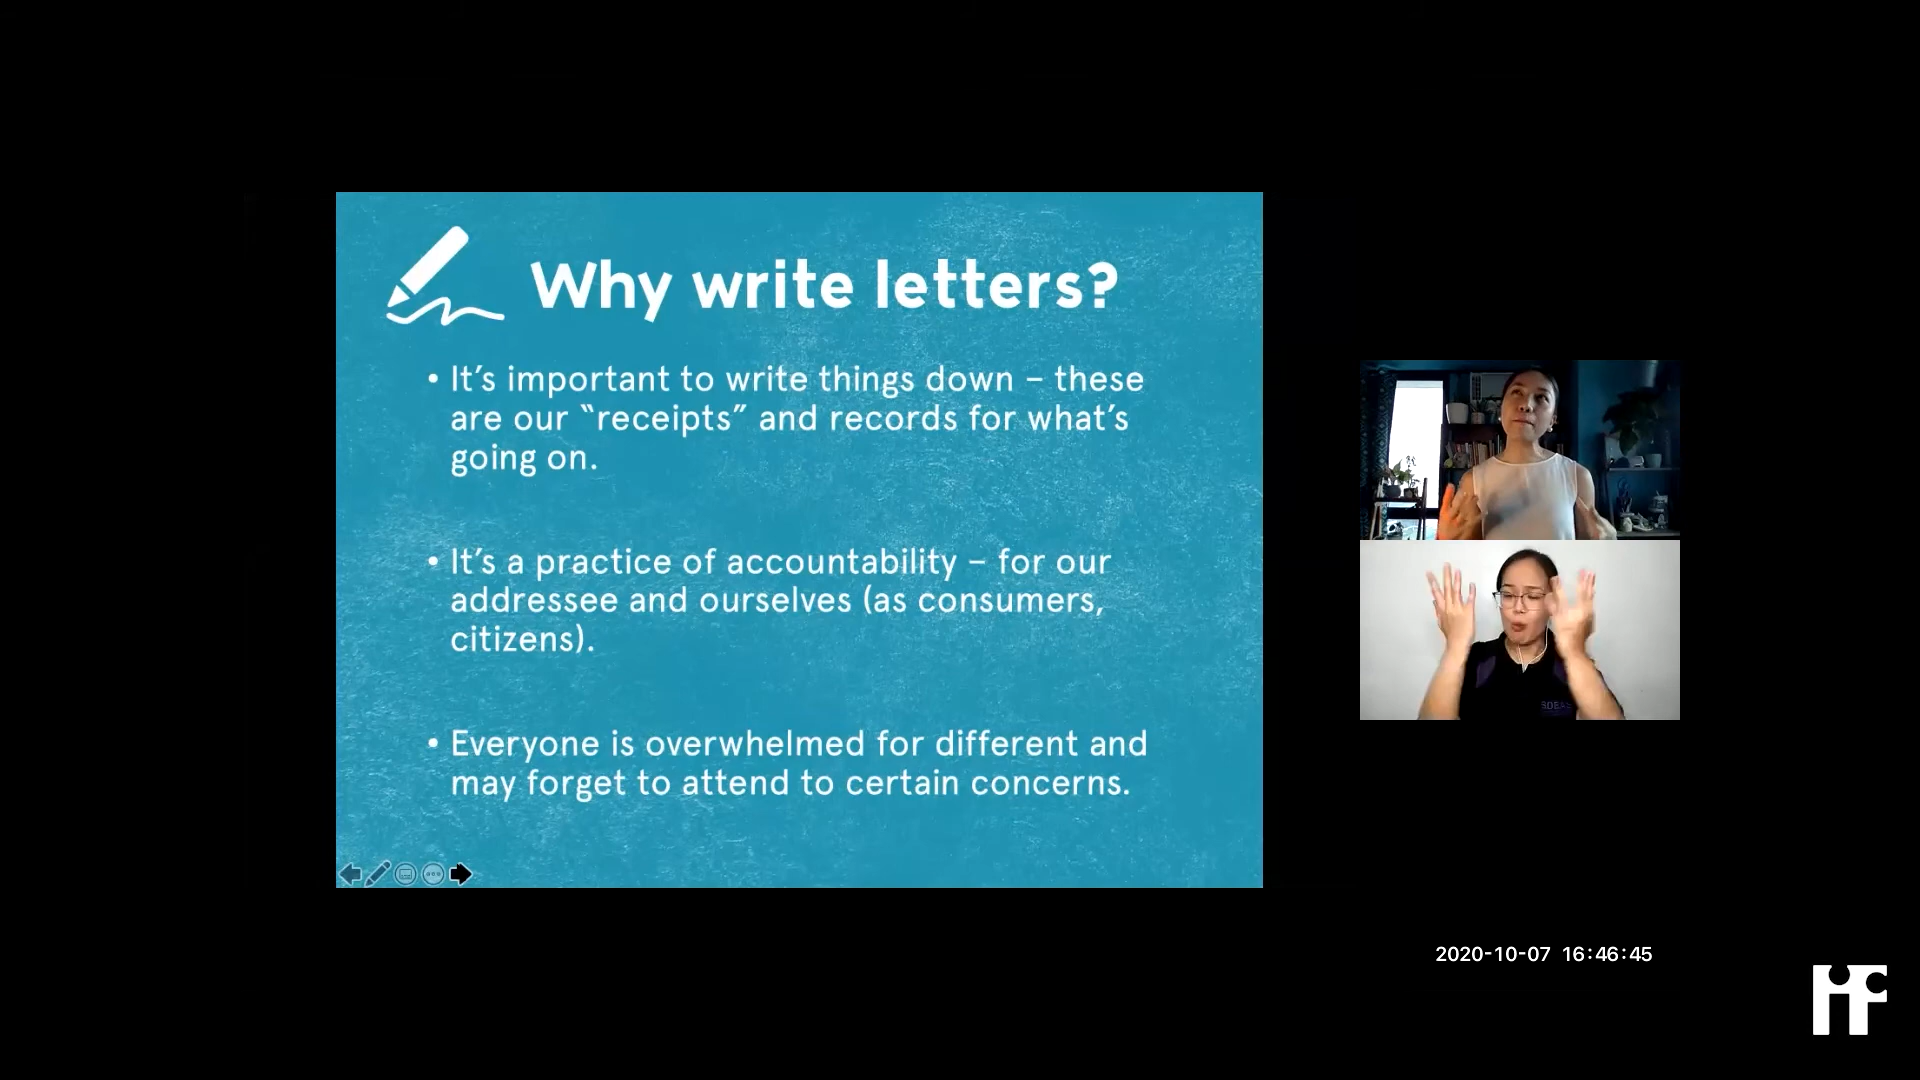 Why write letters?
• It’s important to write things down – these
are our “receipts” and records for what’s
going on.
• It’s a practice of accountability – for our
addressee and ourselves (as consumers,
citizens).
• Everyone is overwhelmed for different and
may forget to attend to certain concerns.
2020-10-07 16:46:45